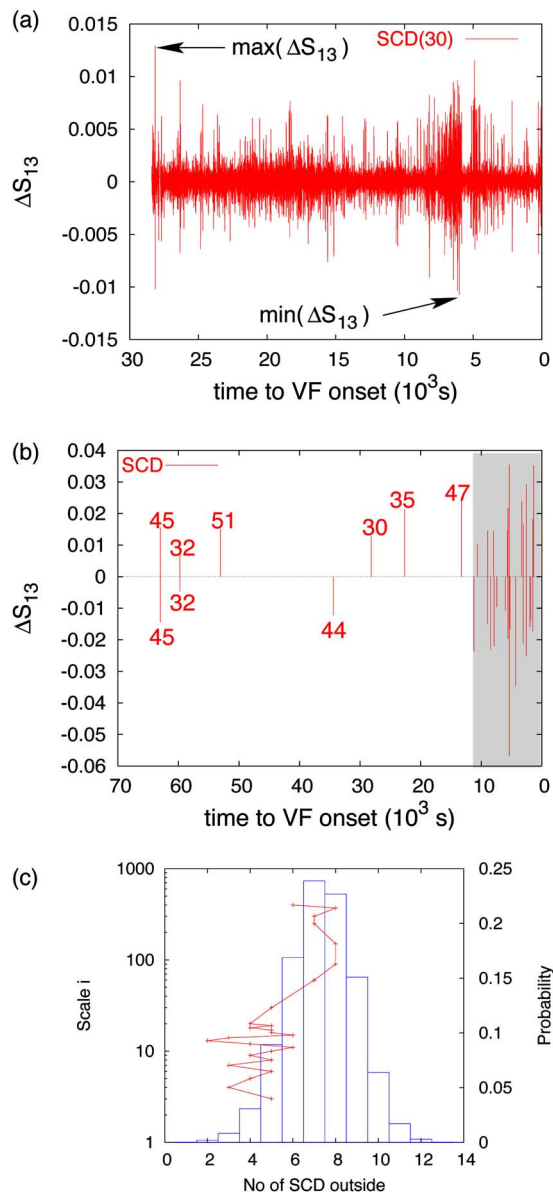 (a)
0.015
0.01
0.005
0
-0.005
-0.01
-0.015
ΔS13
max(ΔS13)
SCD(30)
min(ΔS13)
30 25 20 15 10 5 0
time to VF onset (10³s)
(b)
0.04
0.03
0.02
0.01
0
-0.01
-0.02
-0.03
-0.04
-0.05
-0.06
ΔS13
SCD
45 32 51 30 35 47
45 32 44
70 60 50 40 30 20 10 0
time to VF onset (10³ s)
(c)
1000
100
10
1
Scale i
0.25
0.2
0.15
0.1
0.05
0
Probability
0 2 4 6 8 10 12 14
No of SCD outside